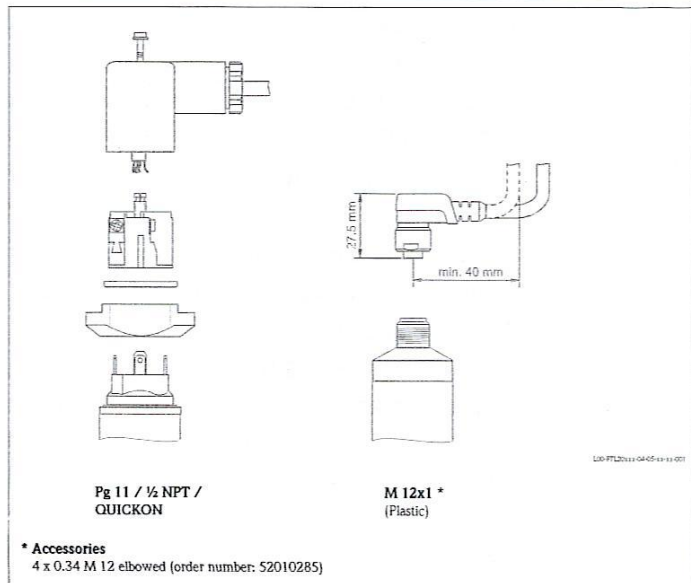 27.5 mm
min. 40 mm
Pg 11 / ½ NPT /
QUICKON
M 12x1 *
(Plastic)
* Accessories
4 x 0.34 M 12 elbowed (order number: 52010285)